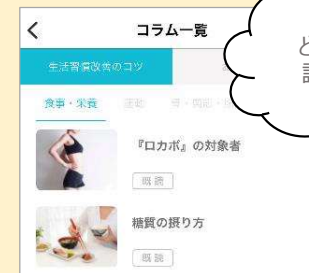 コラム一覧
生活習慣改善のコツ
食事・栄養 運動
『ロカボ』の対象者
既読
糖質の摂り方
既読